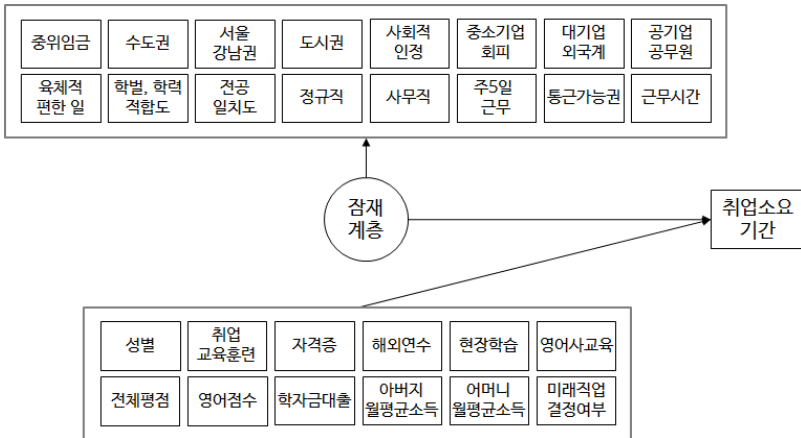 중위임금 수도권 서울 강남권 도시권 사회적 인정 중소기업 회피 대기업 외국계 공기업 공무원
육체적 편한 일 학벌, 학력 적합도 전공 일치도 정규직 사무직 주5일 근무 통근가능권 근무시간
잠재
계층
취업소요
기간
성별 취업 교육훈련 자격증 해외연수 현장학습 영어사교육
전체평점 영어점수 학자금대출 아버지 월평균소득 어머니 월평균소득 미래직업 결정여부